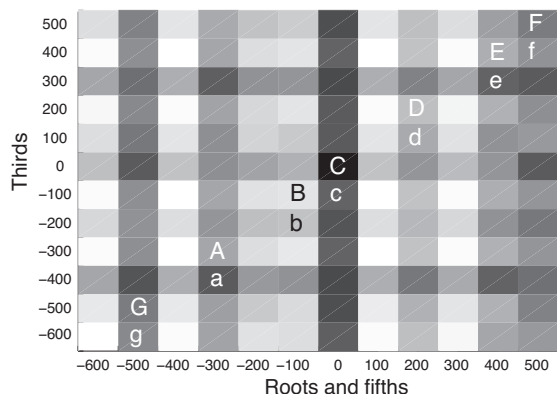 Thirds
500 F
400 E f
300 e
200 D
100 d
0 C
−100 B c
−200 b
−300 A
−400 a
−500 G
−600 g
−600 −500 −400 −300 −200 −100 0 100 200 300 400 500
Roots and fifths